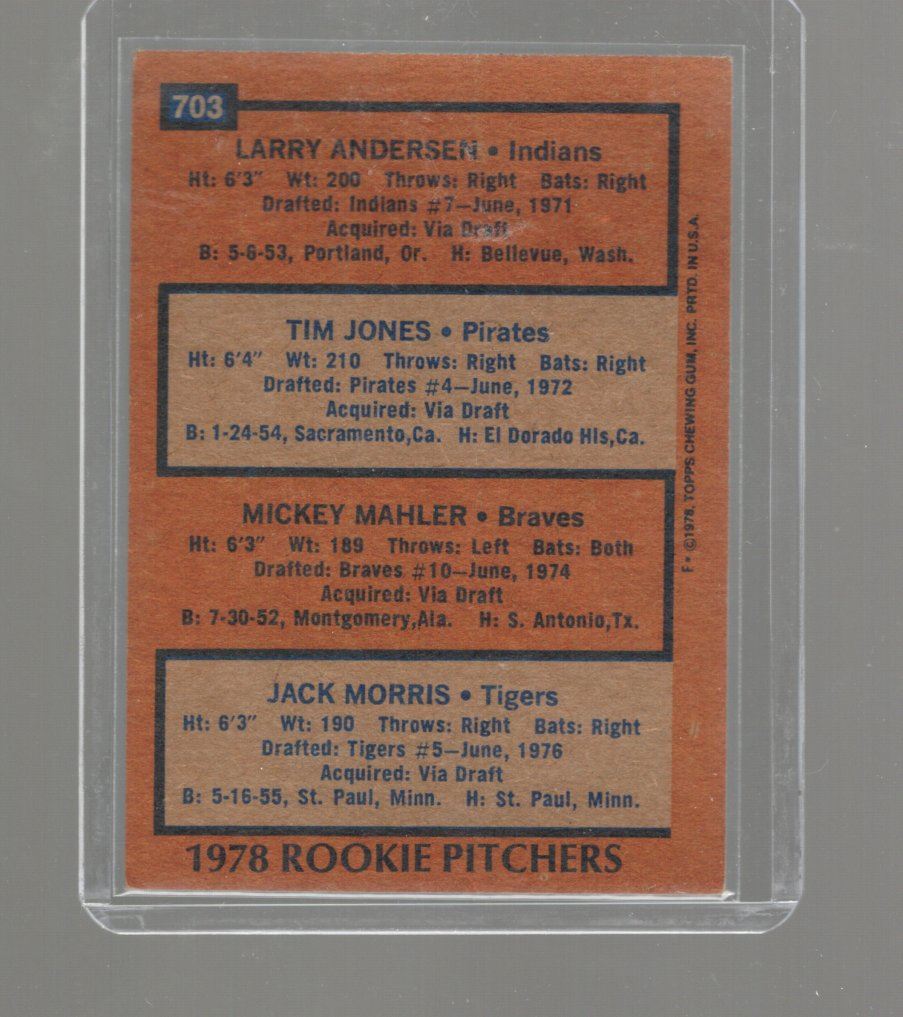 703
LARRY ANDERSEN • Indians
Ht: 6'3" Wt: 200 Throws: Right Bats: Right
Drafted: Indians #7—June, 1971
Acquired: Via Draft
B: 5-6-53, Portland, Or. H: Bellevue, Wash.
TIM JONES • Pirates
Ht: 6'4" Wt: 210 Throws: Right Bats: Right
Drafted: Pirates #4—June, 1972
Acquired: Via Draft
B: 1-24-54, Sacramento,Ca. H: El Dorado Hls,Ca.
MICKEY MAHLER • Braves
Ht: 6'3" Wt: 189 Throws: Left Bats: Both
Drafted: Braves #10—June, 1974
Acquired: Via Draft
B: 7-30-52, Montgomery,Ala. H: S. Antonio,Tx.
JACK MORRIS • Tigers
Ht: 6'3" Wt: 190 Throws: Right Bats: Right
Drafted: Tigers #5—June, 1976
Acquired: Via Draft
B: 5-16-55, St. Paul, Minn. H: St. Paul, Minn.
1978 ROOKIE PITCHERS
F• ©1978, TOPPS CHEWING GUM, INC. PRTD. IN U.S.A.